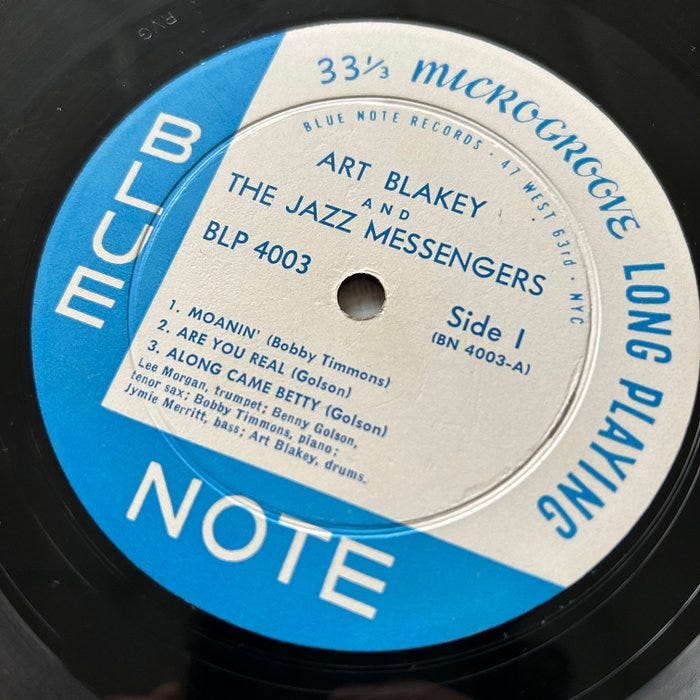 RVG
33⅓ MICROGROOVE LONG PLAYING
BLUE NOTE RECORDS · 47 WEST 63rd · NYC
BLUE
NOTE
ART BLAKEY
AND
THE JAZZ MESSENGERS
BLP 4003
Side 1
(BN 4003-A)
1. MOANIN' (Bobby Timmons)
2. ARE YOU REAL (Golson)
3. ALONG CAME BETTY (Golson)
Lee Morgan, trumpet; Benny Golson,
tenor sax; Bobby Timmons, piano;
Jymie Merritt, bass; Art Blakey, drums.